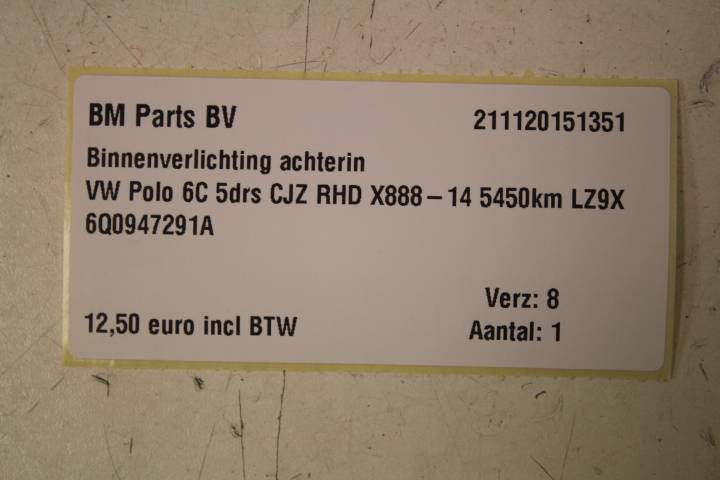 BM Parts BV 211120151351
Binnenverlichting achterin
VW Polo 6C 5drs CJZ RHD X888-14 5450km LZ9X
6Q0947291A
Verz: 8
12,50 euro incl BTW Aantal: 1